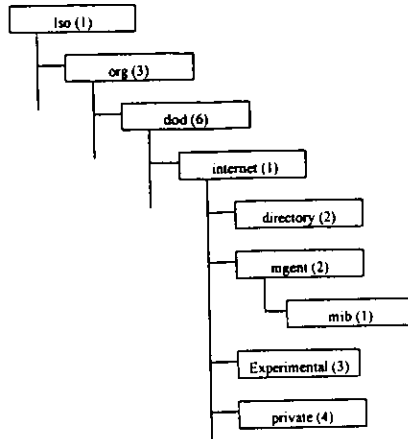 Iso (1)
org (3)
dod (6)
internet (1)
directory (2)
mgent (2)
mib (1)
Experimental (3)
private (4)